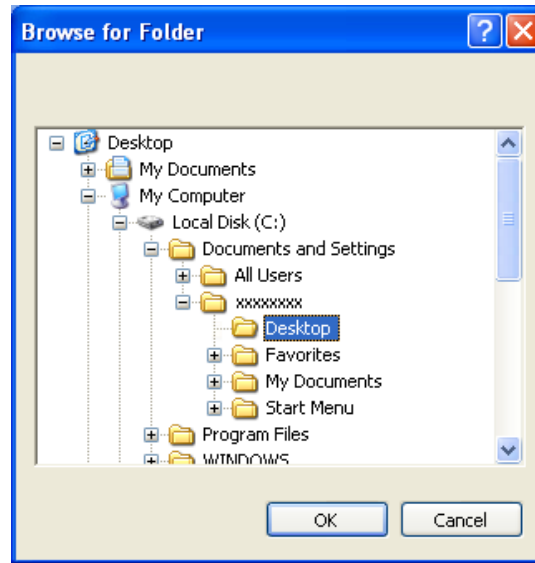 Browse for Folder
Desktop
My Documents
My Computer
Local Disk (C:)
Documents and Settings
All Users
xxxxxxxx
Desktop
Favorites
My Documents
Start Menu
Program Files
WINDOWS
OK Cancel